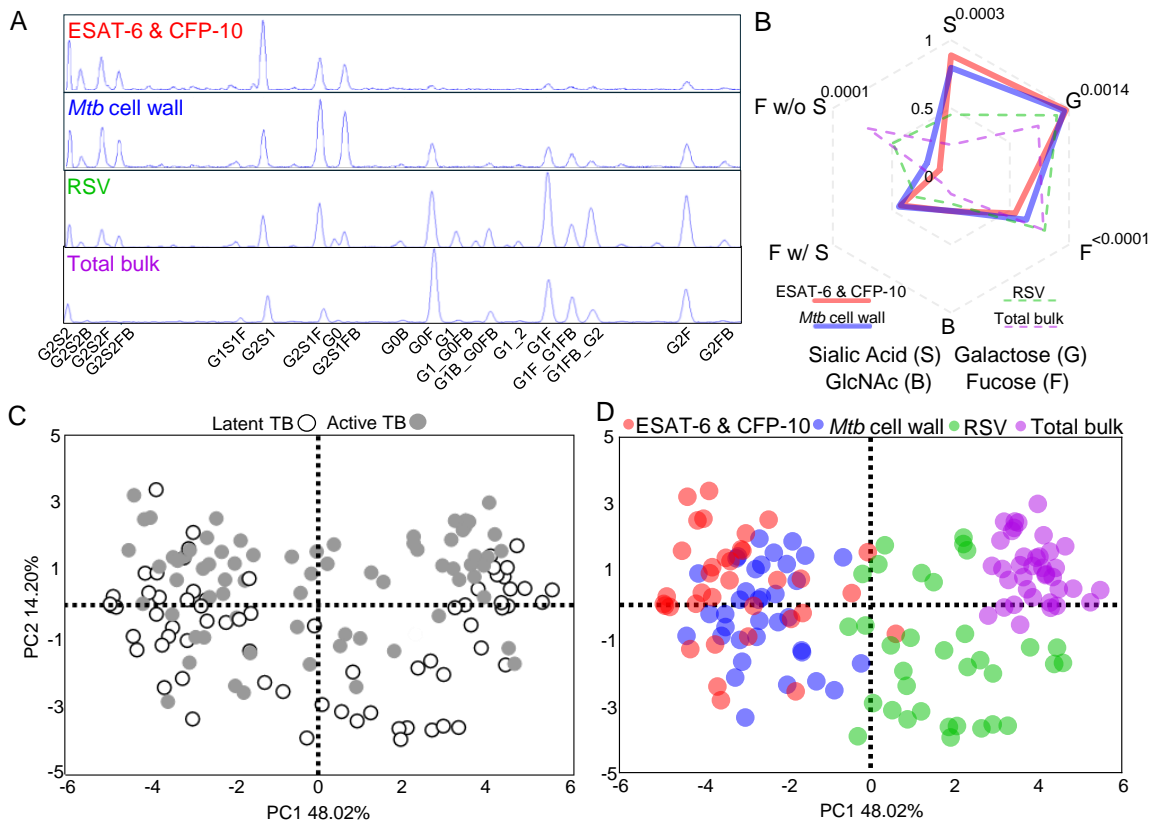 A
ESAT-6 & CFP-10
Mtb cell wall
RSV
Total bulk
G2S2
G2S2B
G2S2F
G2S2FB
G1S1F
G2S1
G2S1F
G0
G2S1FB
G0B
G0F
G1
G1_G0FB
G1B_G0FB
G1_2
G1F
G1F_G1FB
G1FB_G2
G2F
G2FB
B
S 0.0003
1
F w/o S 0.0001
0.5
G 0.0014
0
F w/ S
F <0.0001
B
ESAT-6 & CFP-10
Mtb cell wall
RSV
Total bulk
Sialic Acid (S) Galactose (G)
GlcNAc (B) Fucose (F)
C
Latent TB Active TB
5
3
1
-1
-3
-5
PC2 14.20%
-6 -4 -2 0 2 4 6
PC1 48.02%
D
ESAT-6 & CFP-10 Mtb cell wall RSV Total bulk
5
3
1
-1
-3
-5
-6 -4 -2 0 2 4 6
PC1 48.02%